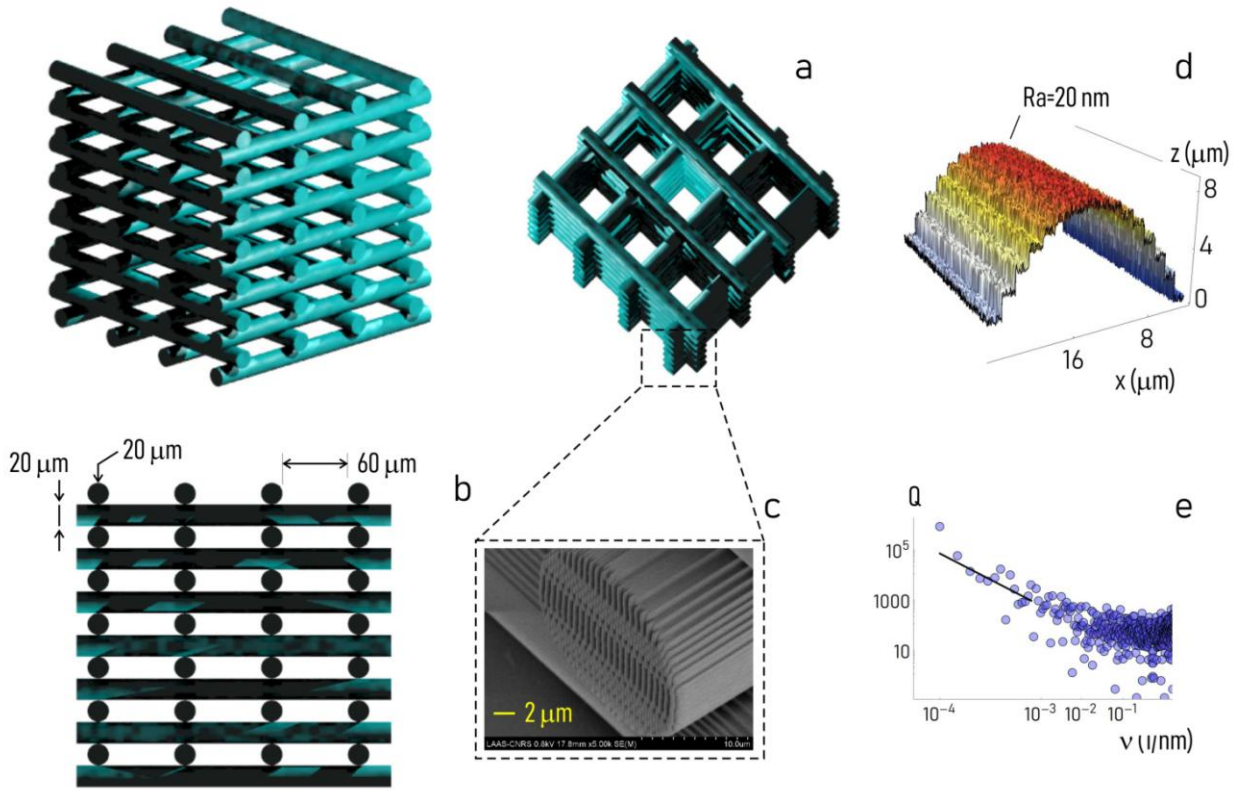 a
d
Ra=20 nm
z (μm)
8
4
0
8
16
x (μm)
20 μm
20 μm
60 μm
b
c
2 μm
LAAS-CNRS 0.8kV 17.8mm x5.00k SE(M)
10.0um
Q
e
10⁵
1000
10
10⁻⁴
10⁻³
10⁻²
10⁻¹
ν (1/nm)